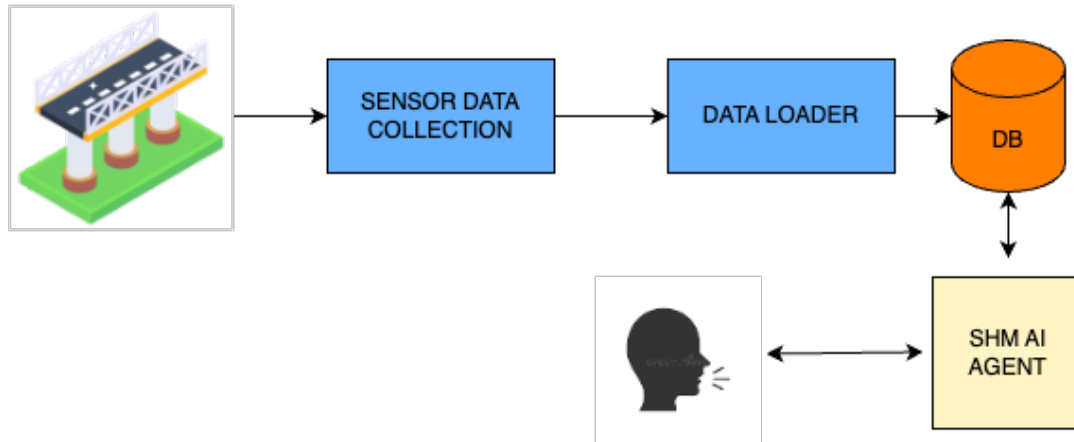 SENSOR DATA
COLLECTION
DATA LOADER
DB
SHM AI
AGENT